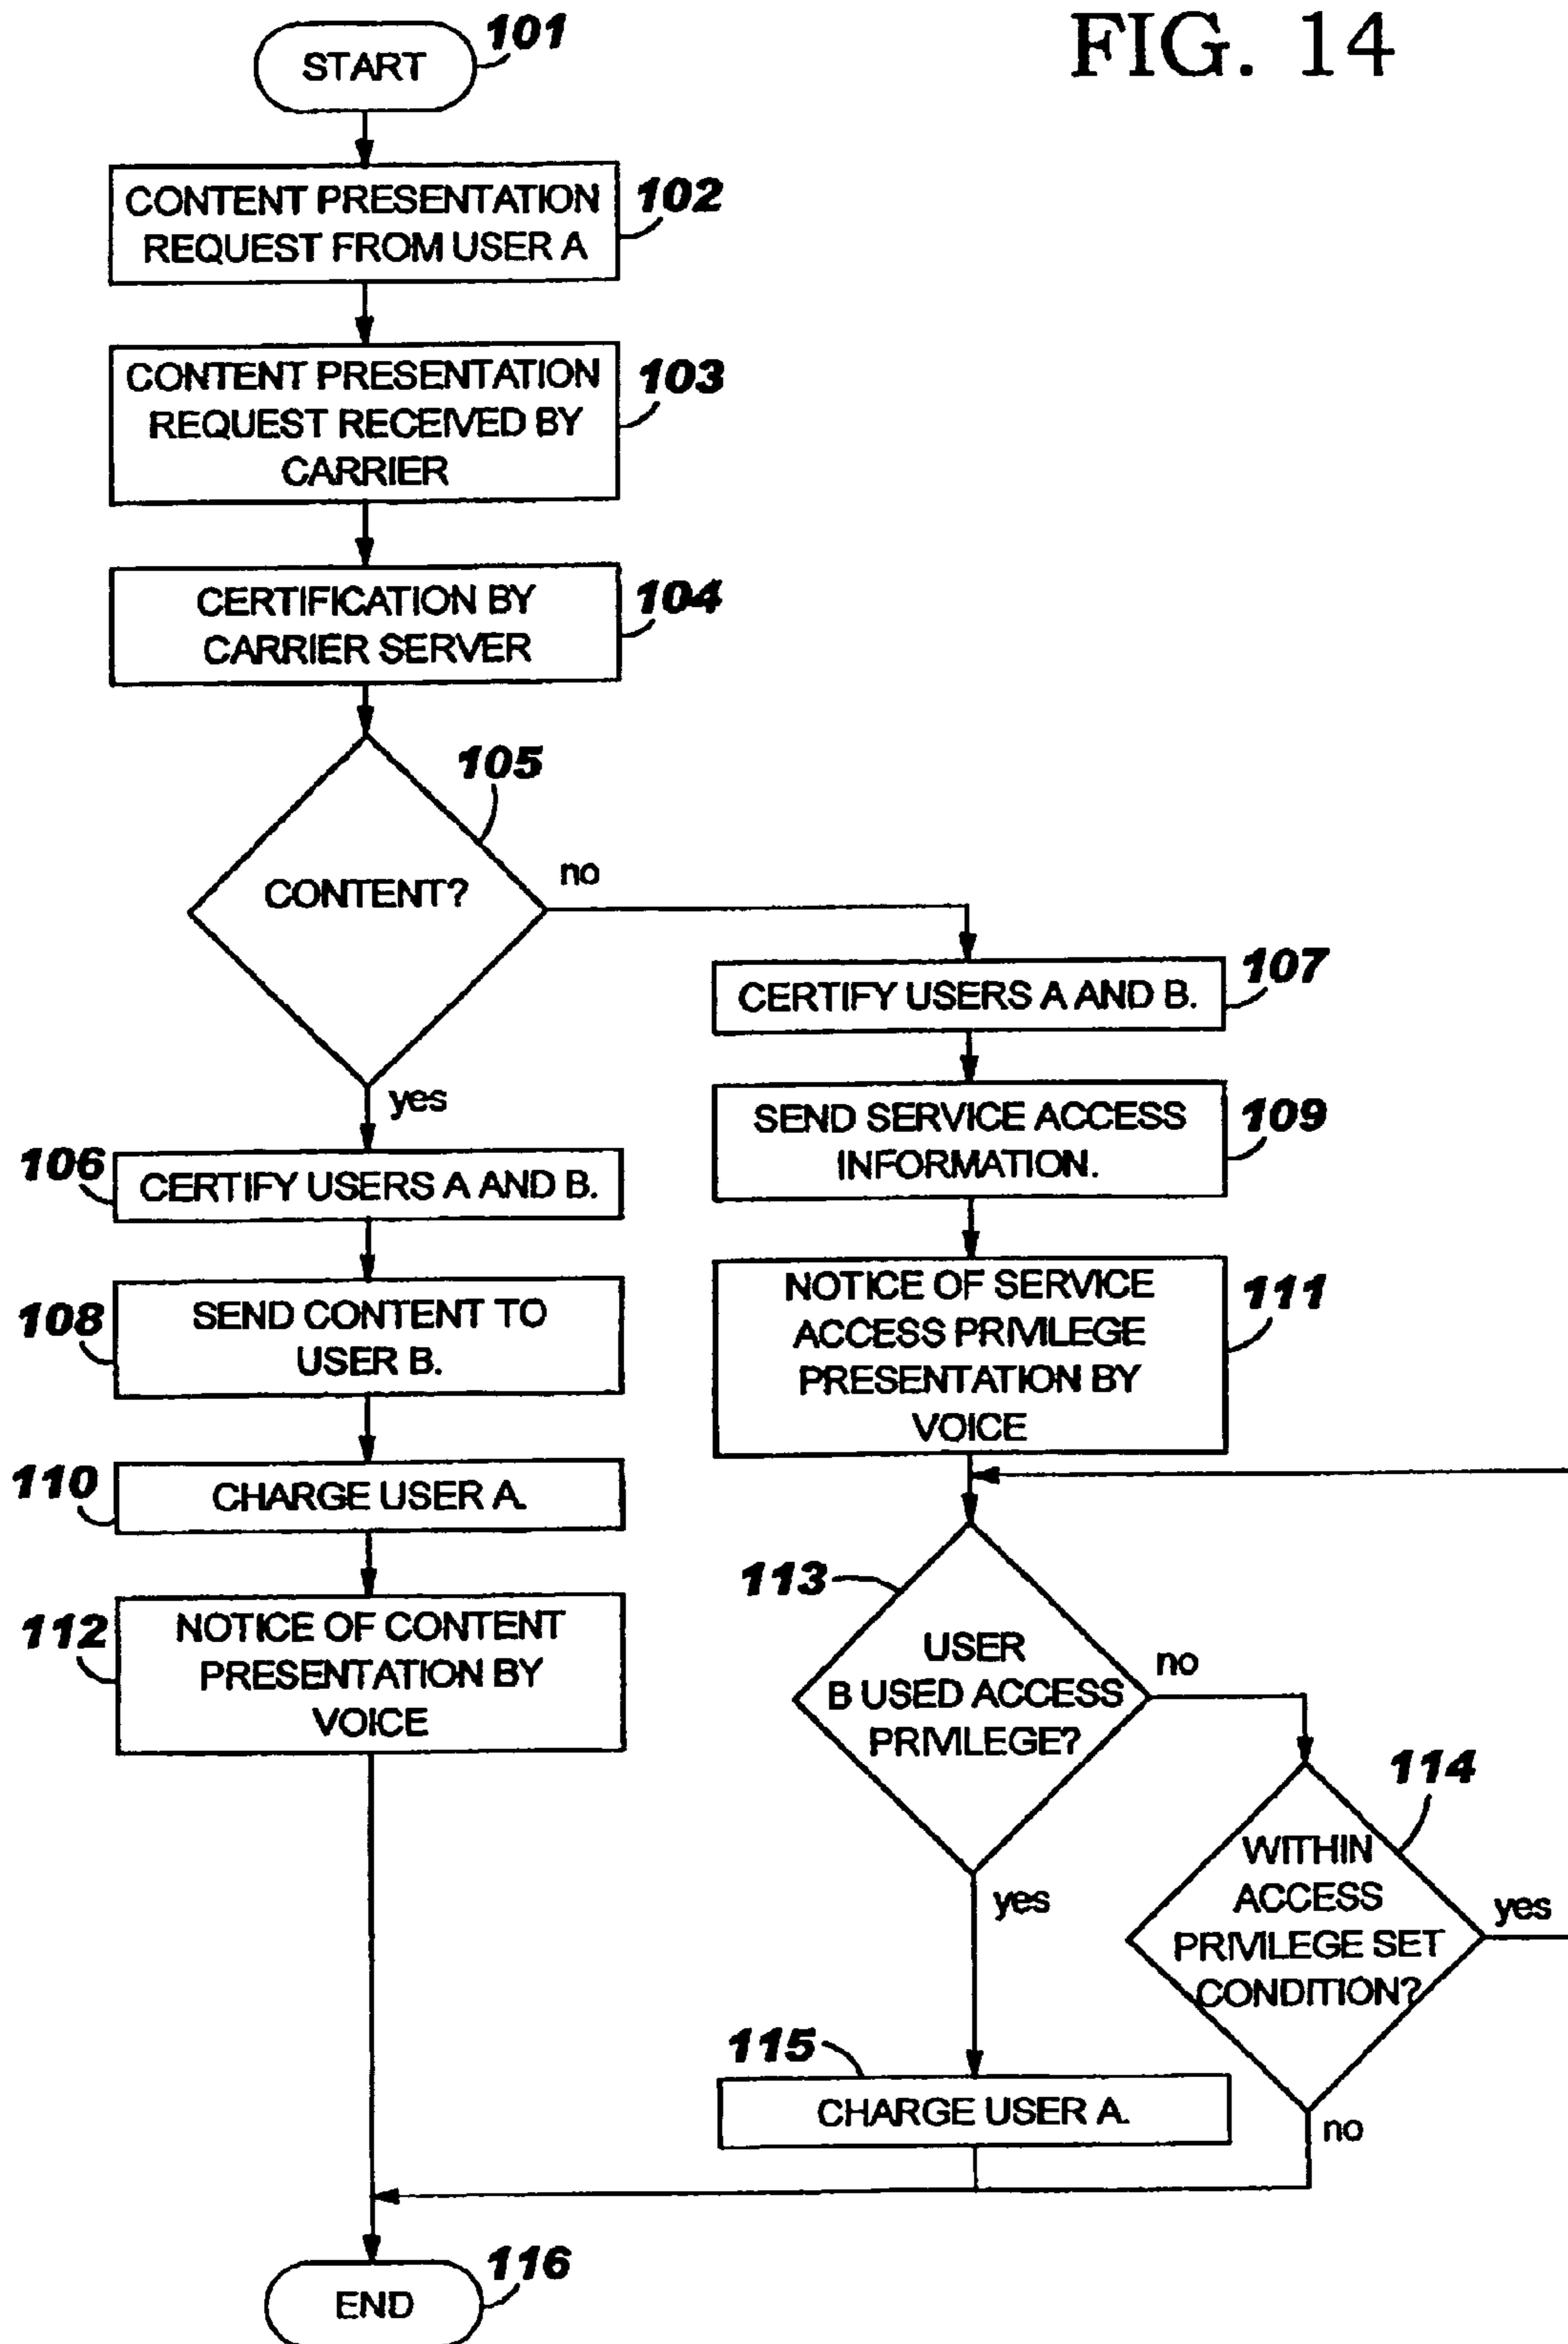 FIG. 14
101
START
CONTENT PRESENTATION
REQUEST FROM USER A
102
CONTENT PRESENTATION
REQUEST RECEIVED BY
CARRIER
103
CERTIFICATION BY
CARRIER SERVER
104
105
CONTENT?
no
yes
107
CERTIFY USERS A AND B.
SEND SERVICE ACCESS
INFORMATION.
109
106
CERTIFY USERS A AND B.
108
SEND CONTENT TO
USER B.
NOTICE OF SERVICE
ACCESS PRIVILEGE
PRESENTATION BY
VOICE
111
110
CHARGE USER A.
112
NOTICE OF CONTENT
PRESENTATION BY
VOICE
113
USER
B USED ACCESS
PRIVILEGE?
no
yes
114
WITHIN
ACCESS
PRIVILEGE SET
CONDITION?
yes
no
115
CHARGE USER A.
116
END